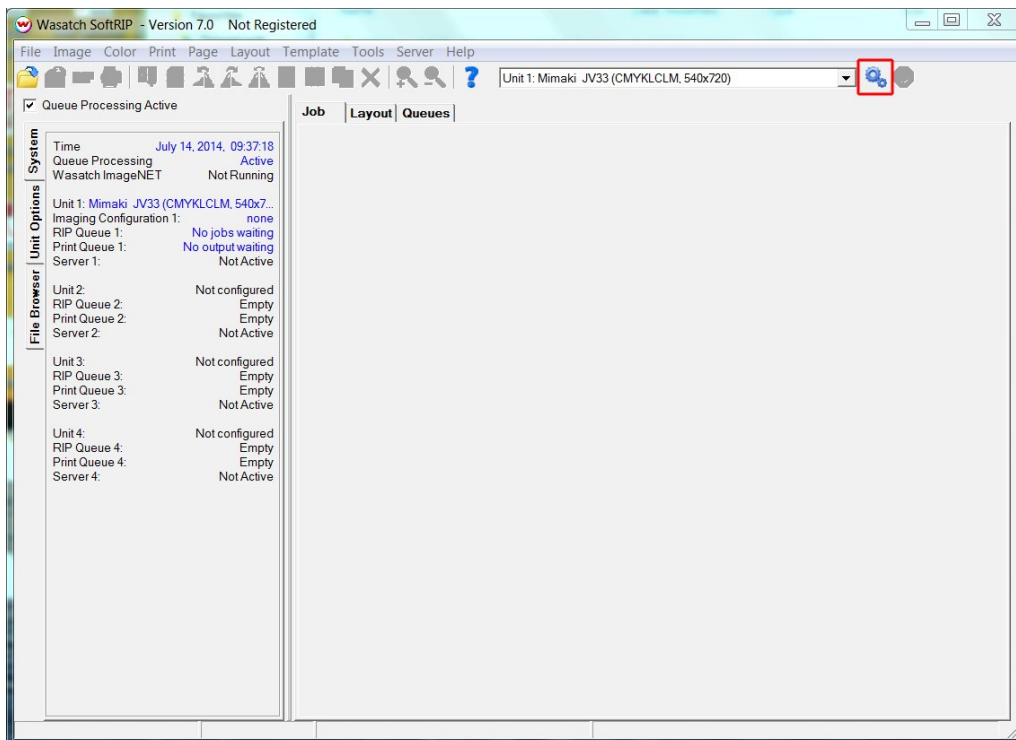 Wasatch SoftRIP - Version 7.0 Not Registered
File Image Color Print Page Layout Template Tools Server Help
Unit 1: Mimaki JV33 (CMYKLCLM, 540x720)
Queue Processing Active
Job Layout Queues
System
Unit Options
File Browser
Time July 14, 2014, 09:37:18
Queue Processing Active
Wasatch ImageNET Not Running
Unit 1: Mimaki JV33 (CMYKLCLM, 540x7...
Imaging Configuration 1: none
RIP Queue 1: No jobs waiting
Print Queue 1: No output waiting
Server 1: Not Active
Unit 2: Not configured
RIP Queue 2: Empty
Print Queue 2: Empty
Server 2: Not Active
Unit 3: Not configured
RIP Queue 3: Empty
Print Queue 3: Empty
Server 3: Not Active
Unit 4: Not configured
RIP Queue 4: Empty
Print Queue 4: Empty
Server 4: Not Active